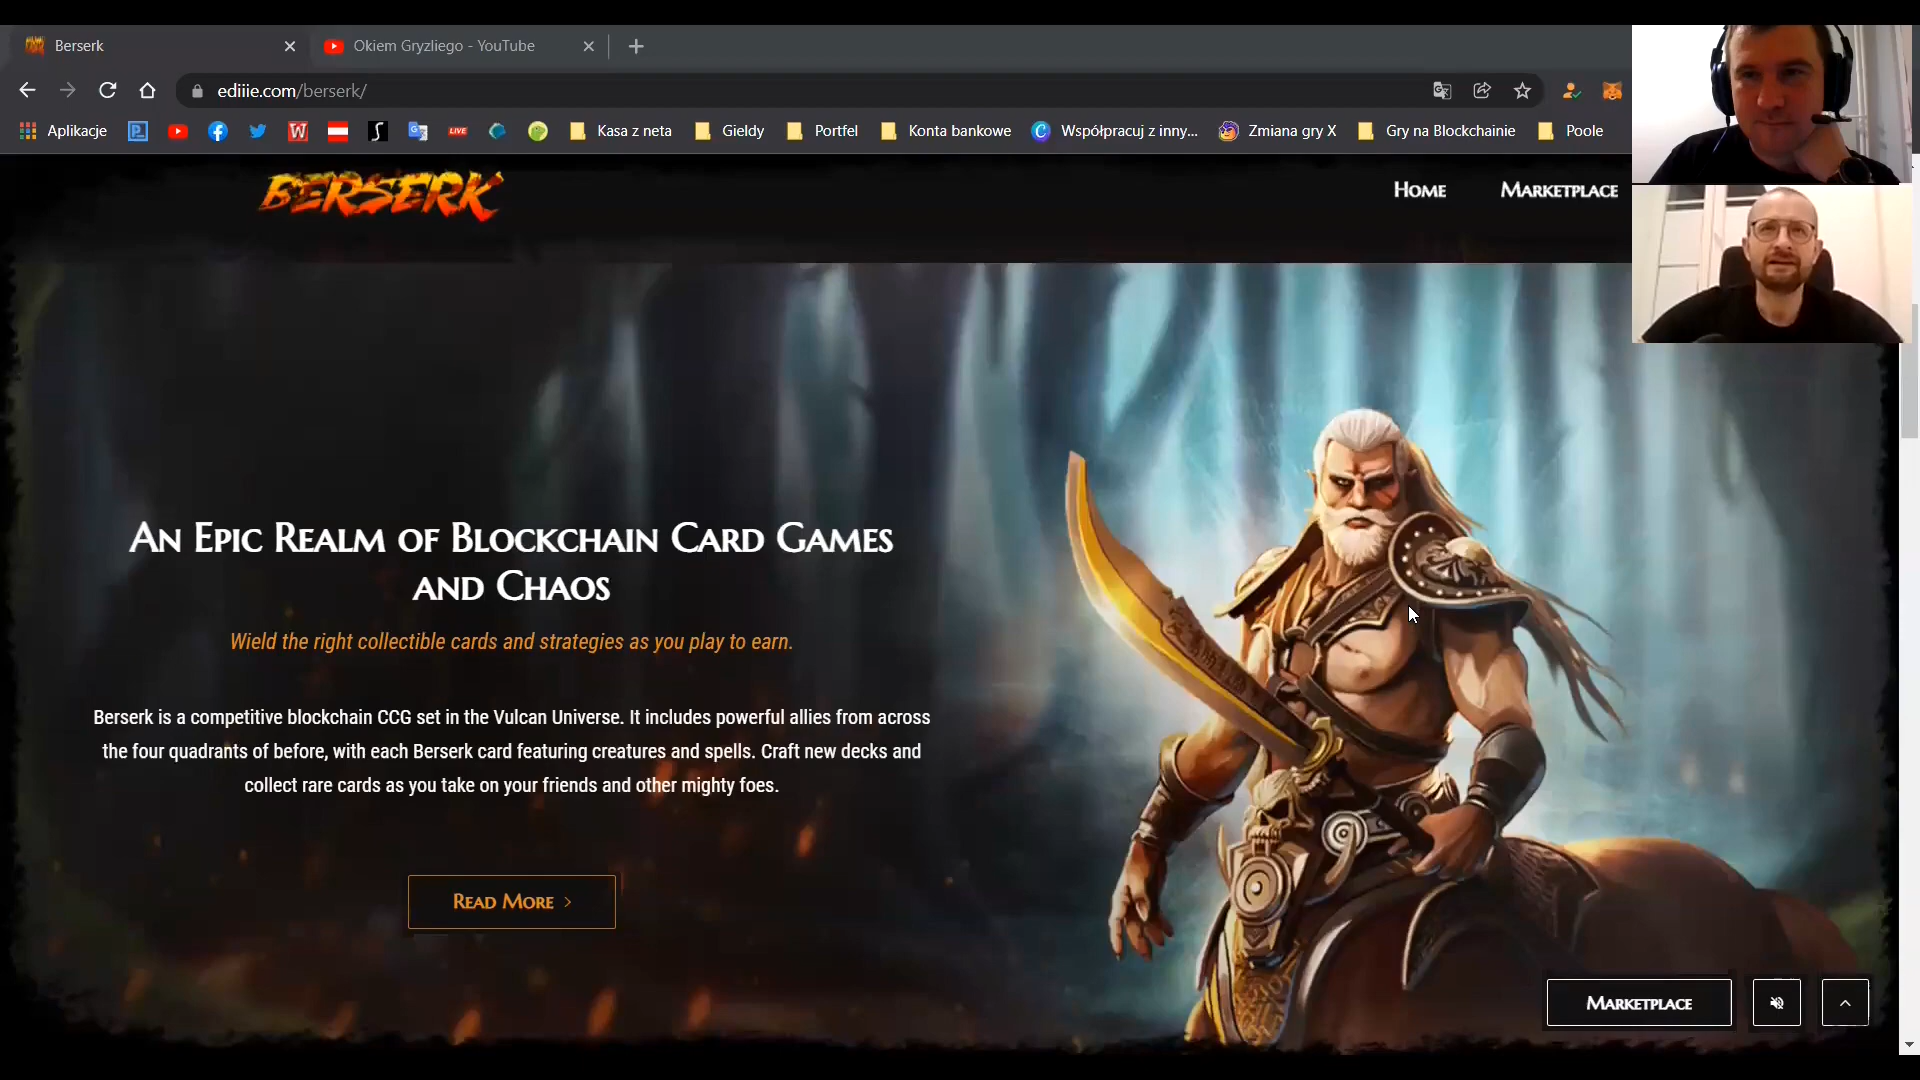 Berserk
Okiem Gryzliego - YouTube
ediiie.com/berserk/
Aplikacje
LIVE
Kasa z neta
Gieldy
Portfel
Konta bankowe
Współpracuj z inny...
Zmiana gry X
Gry na Blockchainie
Poole
BERSERK
HOME
MARKETPLACE
AN EPIC REALM OF BLOCKCHAIN CARD GAMES
AND CHAOS
Wield the right collectible cards and strategies as you play to earn.
Berserk is a competitive blockchain CCG set in the Vulcan Universe. It includes powerful allies from across
the four quadrants of before, with each Berserk card featuring creatures and spells. Craft new decks and
collect rare cards as you take on your friends and other mighty foes.
READ MORE >
MARKETPLACE